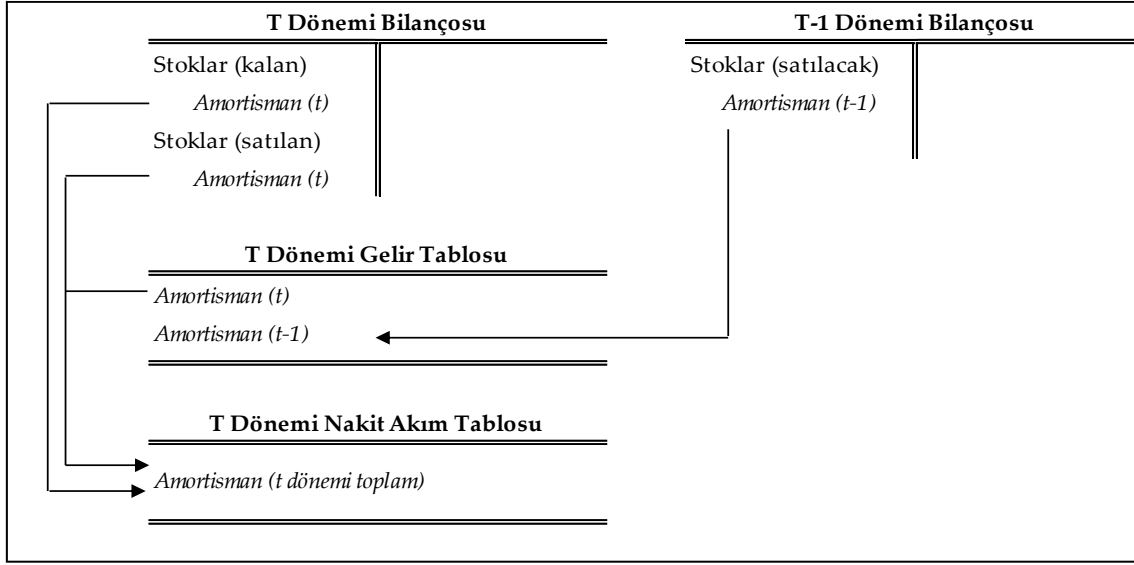 T Dönemi Bilançosu
Stoklar (kalan)
Amortisman (t)
Stoklar (satılan)
Amortisman (t)
T-1 Dönemi Bilançosu
Stoklar (satılacak)
Amortisman (t-1)
T Dönemi Gelir Tablosu
Amortisman (t)
Amortisman (t-1)
T Dönemi Nakit Akım Tablosu
Amortisman (t dönemi toplam)